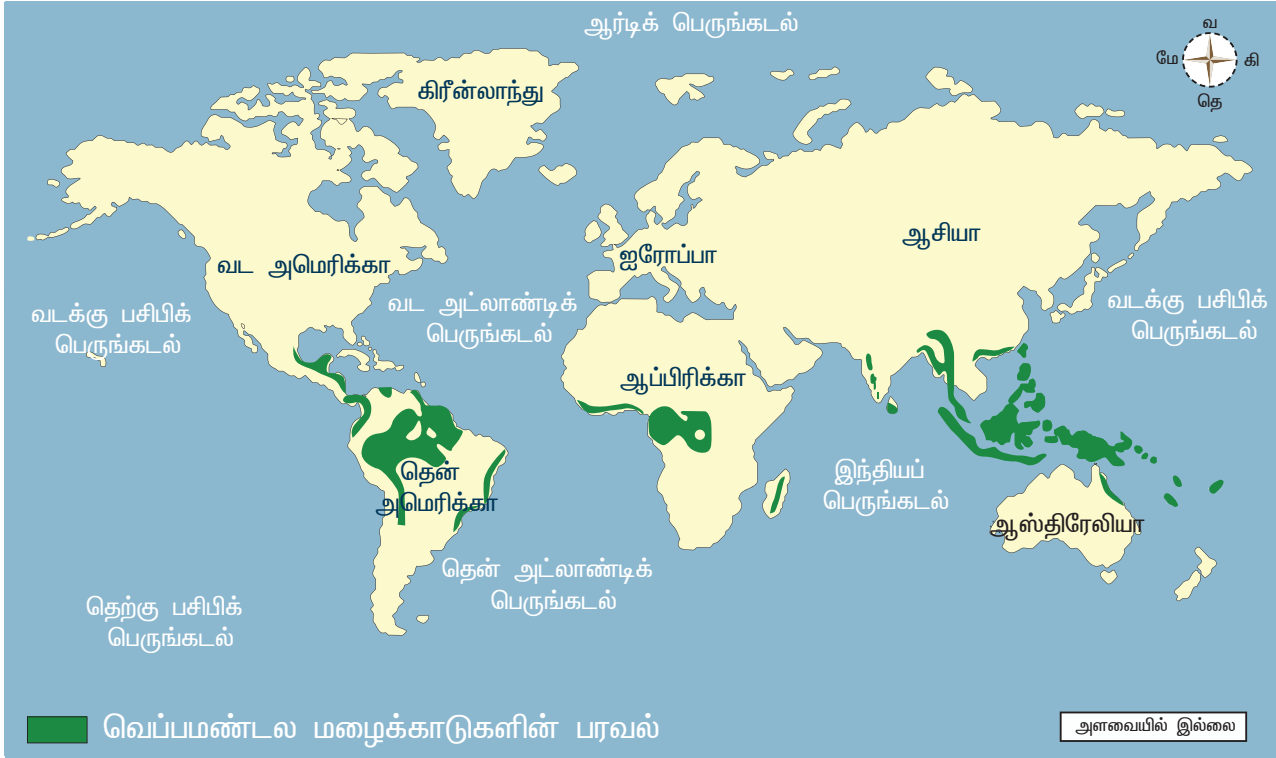 ஆர்டிக் பெருங்கடல்
வ
மே
கி
தெ
கிரீன்லாந்து
ஆசியா
வட அமெரிக்கா
ஐரோப்பா
வடக்கு பசிபிக்
பெருங்கடல்
வட அட்லாண்டிக்
பெருங்கடல்
வடக்கு பசிபிக்
பெருங்கடல்
ஆப்பிரிக்கா
தென்
அமெரிக்கா
இந்தியப்
பெருங்கடல்
ஆஸ்திரேலியா
தென் அட்லாண்டிக்
பெருங்கடல்
தெற்கு பசிபிக்
பெருங்கடல்
வெப்பமண்டல மழைக்காடுகளின் பரவல்
அளவையில் இல்லை